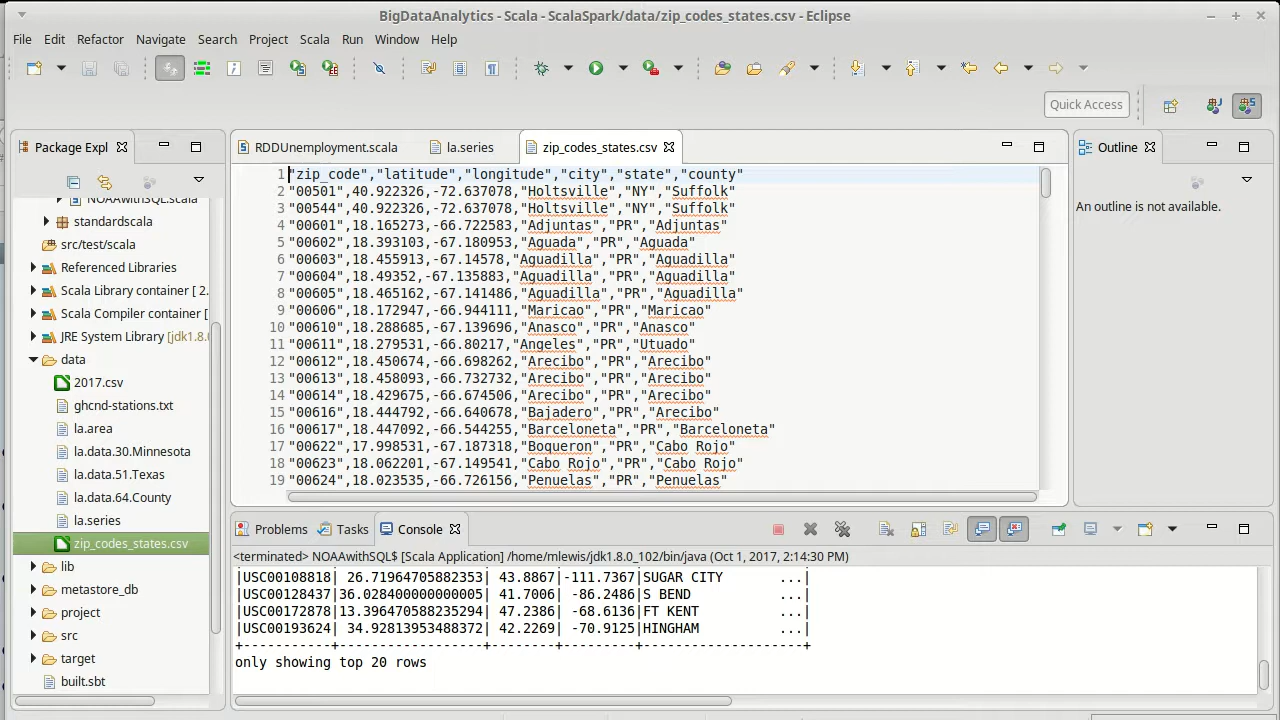 BigDataAnalytics - Scala - ScalaSpark/data/zip_codes_states.csv - Eclipse
File Edit Refactor Navigate Search Project Scala Run Window Help
Quick Access
Package Expl
NOAAwithSQL.scala
standardscala
src/test/scala
Referenced Libraries
Scala Library container [ 2.
Scala Compiler container [
JRE System Library [jdk1.8.0
data
2017.csv
ghcnd-stations.txt
la.area
la.data.30.Minnesota
la.data.51.Texas
la.data.64.County
la.series
zip_codes_states.csv
lib
metastore_db
project
src
target
built.sbt
RDDUnemployment.scala la.series zip_codes_states.csv
1 "zip_code","latitude","longitude","city","state","county"
2 "00501",40.922326,-72.637078,"Holtsville","NY","Suffolk"
3 "00544",40.922326,-72.637078,"Holtsville","NY","Suffolk"
4 "00601",18.165273,-66.722583,"Adjuntas","PR","Adjuntas"
5 "00602",18.393103,-67.180953,"Aguada","PR","Aguada"
6 "00603",18.455913,-67.14578,"Aguadilla","PR","Aguadilla"
7 "00604",18.49352,-67.135883,"Aguadilla","PR","Aguadilla"
8 "00605",18.465162,-67.141486,"Aguadilla","PR","Aguadilla"
9 "00606",18.172947,-66.944111,"Maricao","PR","Maricao"
10 "00610",18.288685,-67.139696,"Anasco","PR","Anasco"
11 "00611",18.279531,-66.80217,"Angeles","PR","Utuado"
12 "00612",18.450674,-66.698262,"Arecibo","PR","Arecibo"
13 "00613",18.458093,-66.732732,"Arecibo","PR","Arecibo"
14 "00614",18.429675,-66.674506,"Arecibo","PR","Arecibo"
15 "00616",18.444792,-66.640678,"Bajadero","PR","Arecibo"
16 "00617",18.447092,-66.544255,"Barceloneta","PR","Barceloneta"
17 "00622",17.998531,-67.187318,"Boqueron","PR","Cabo Rojo"
18 "00623",18.062201,-67.149541,"Cabo Rojo","PR","Cabo Rojo"
19 "00624",18.023535,-66.726156,"Penuelas","PR","Penuelas"
Outline
An outline is not available.
Problems Tasks Console
<terminated> NOAAwithSQL$ [Scala Application] /home/mlewis/jdk1.8.0_102/bin/java (Oct 1, 2017, 2:14:30 PM)
|USC00108818| 26.71964705882353| 43.8867|-111.7367|SUGAR CITY ...|
|USC00128437|36.028400000000005| 41.7006| -86.2486|S BEND ...|
|USC00172878|13.396470588235294| 47.2386| -68.6136|FT KENT ...|
|USC00193624| 34.92813953488372| 42.2269| -70.9125|HINGHAM ...|
+-----------+------------------+--------+---------+--------------------+
only showing top 20 rows